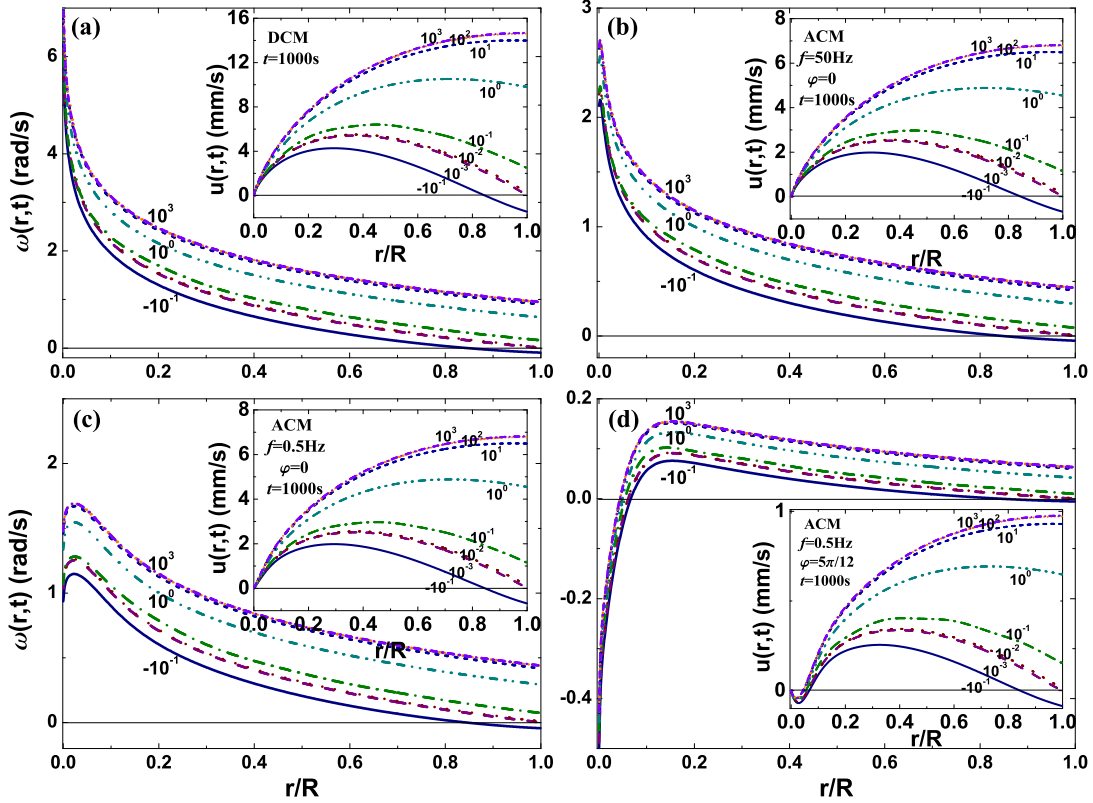 (a)
ω(r,t) (rad/s)
6
4
2
0
0.0 0.2 0.4 0.6 0.8 1.0
10³
10⁰
-10⁻¹
u(r,t) (mm/s)
16
14
12
10
8
6
4
2
0
DCM
t=1000s
10³ 10² 10¹
10⁰
10⁻¹
10⁻²
10⁻³
-10⁻¹
0.0 0.2 0.4 0.6 0.8 1.0
r/R
(b)
3
2
1
0
0.0 0.2 0.4 0.6 0.8 1.0
10³
10⁰
-10⁻¹
u(r,t) (mm/s)
8
6
4
2
0
ACM
f=50Hz
φ=0
t=1000s
10³ 10² 10¹
10⁰
10⁻¹
10⁻²
10⁻³
-10⁻¹
0.0 0.2 0.4 0.6 0.8 1.0
r/R
(c)
ω(r,t) (rad/s)
2
1
0
0.0 0.2 0.4 0.6 0.8 1.0
r/R
10³
10⁰
-10⁻¹
u(r,t) (mm/s)
8
6
4
2
0
ACM
f=0.5Hz
φ=0
t=1000s
10³ 10² 10¹
10⁰
10⁻¹
10⁻²
10⁻³
-10⁻¹
0.0 0.2 0.4 0.6 0.8 1.0
r/R
(d)
0.2
0.0
-0.2
-0.4
0.0 0.2 0.4 0.6 0.8 1.0
r/R
10³
10⁰
-10⁻¹
u(r,t) (mm/s)
1
0
ACM
f=0.5Hz
φ=5π/12
t=1000s
10³ 10² 10¹
10⁰
10⁻¹
10⁻²
10⁻³
-10⁻¹
0.0 0.2 0.4 0.6 0.8 1.0
r/R